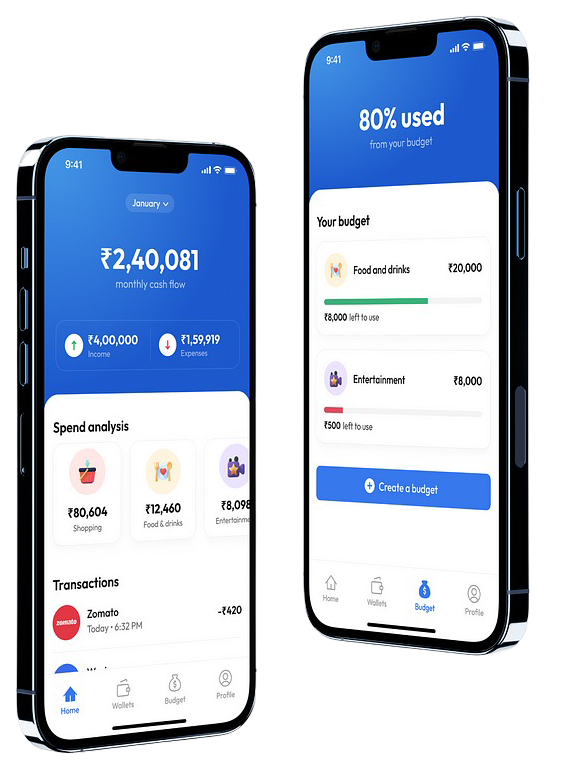 9:41
January
₹2,40,081
monthly cash flow
₹4,00,000
Income
₹1,59,919
Expenses
Spend analysis
₹80,604
Shopping
₹12,460
Food & drinks
₹8,098
Entertainme
Transactions
zomato
Zomato
Today • 6:32 PM
-₹420
Home
Wallets
Budget
Profile
9:41
80% used
from your budget
Your budget
Food and drinks
₹20,000
₹8,000 left to use
Entertainment
₹8,000
₹500 left to use
Create a budget
Home
Wallets
Budget
Profile